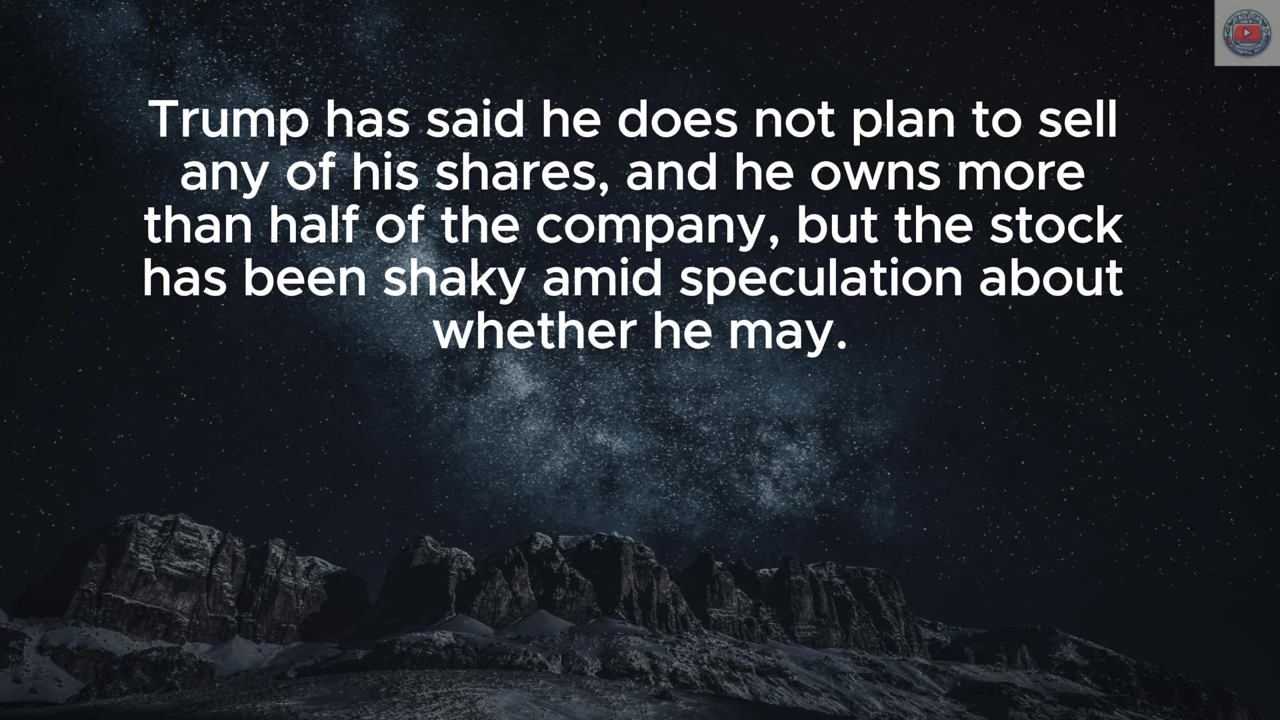 Trump has said he does not plan to sell
any of his shares, and he owns more
than half of the company, but the stock
has been shaky amid speculation about
whether he may.